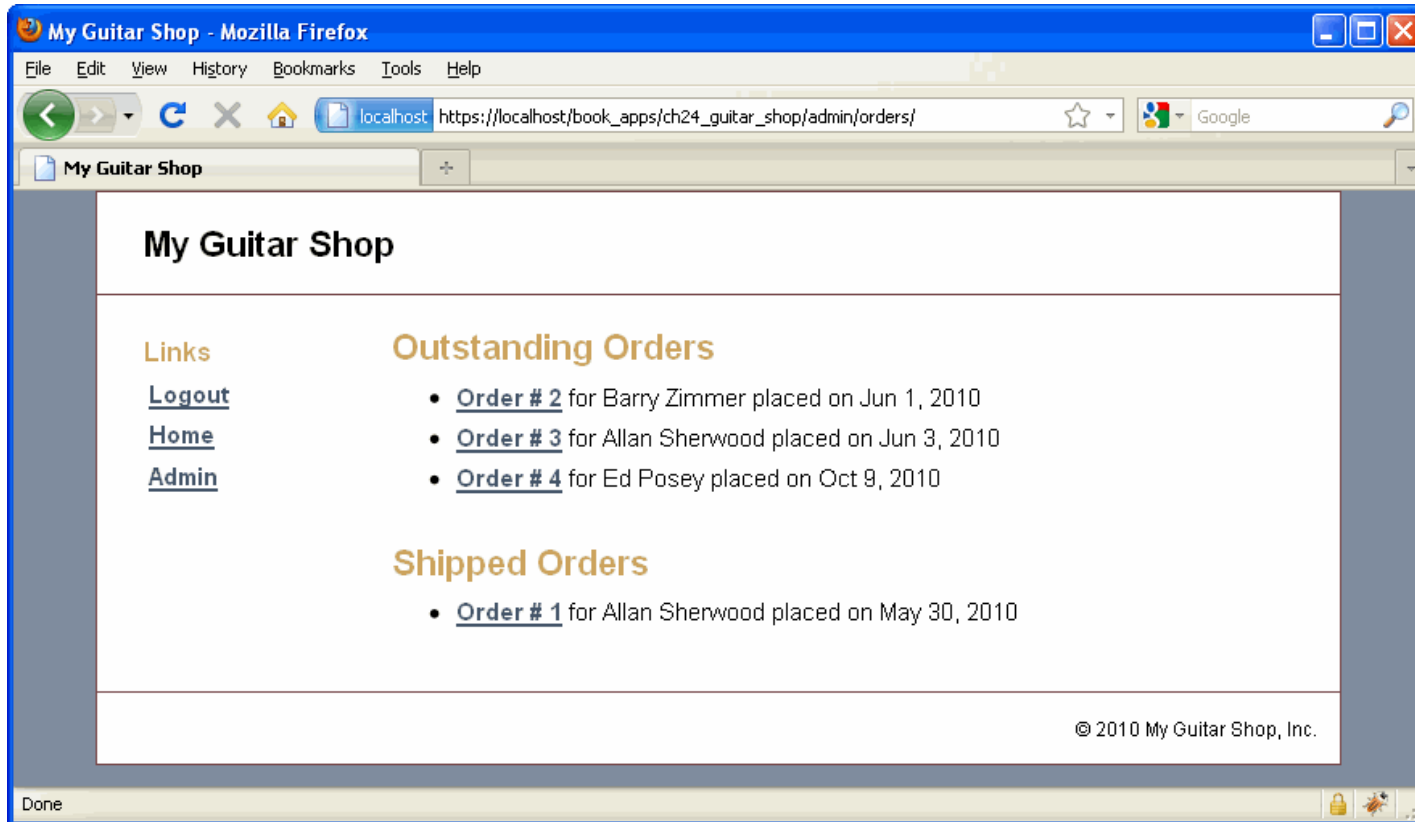 My Guitar Shop - Mozilla Firefox
File Edit View History Bookmarks Tools Help
localhost https://localhost/book_apps/ch24_guitar_shop/admin/orders/ Google
My Guitar Shop
My Guitar Shop
Links
Logout
Home
Admin
Outstanding Orders
• Order # 2 for Barry Zimmer placed on Jun 1, 2010
• Order # 3 for Allan Sherwood placed on Jun 3, 2010
• Order # 4 for Ed Posey placed on Oct 9, 2010
Shipped Orders
• Order # 1 for Allan Sherwood placed on May 30, 2010
© 2010 My Guitar Shop, Inc.
Done